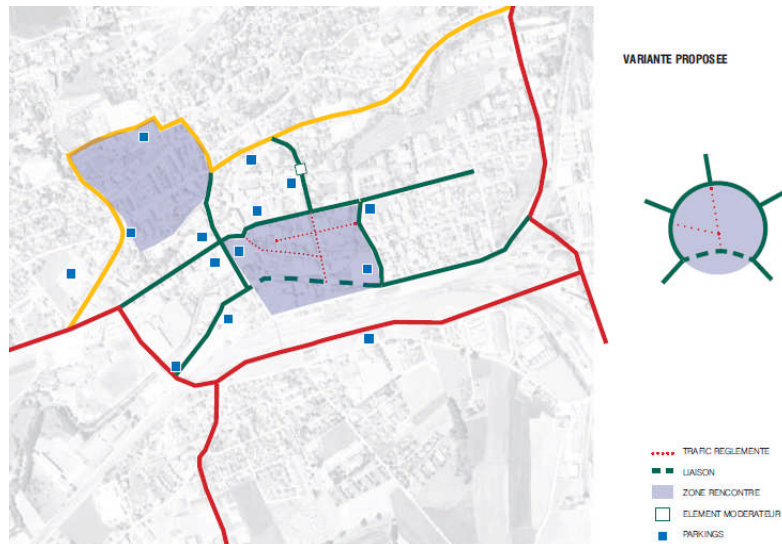 VARIANTE PROPOSEE
TRAFIC REGLEMENTE
LIAISON
ZONE RENCONTRE
ELEMENT MODERATEUR
PARKINGS